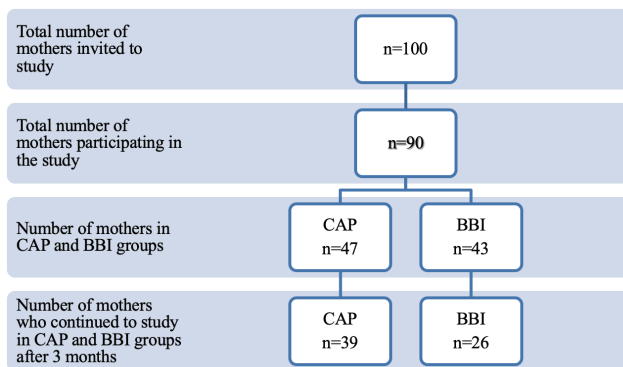 Total number of
mothers invited to
study
n=100
Total number of
mothers participating in
the study
n=90
Number of mothers in
CAP and BBI groups
CAP
n=47
BBI
n=43
Number of mothers
who continued to study
in CAP and BBI groups
after 3 months
CAP
n=39
BBI
n=26